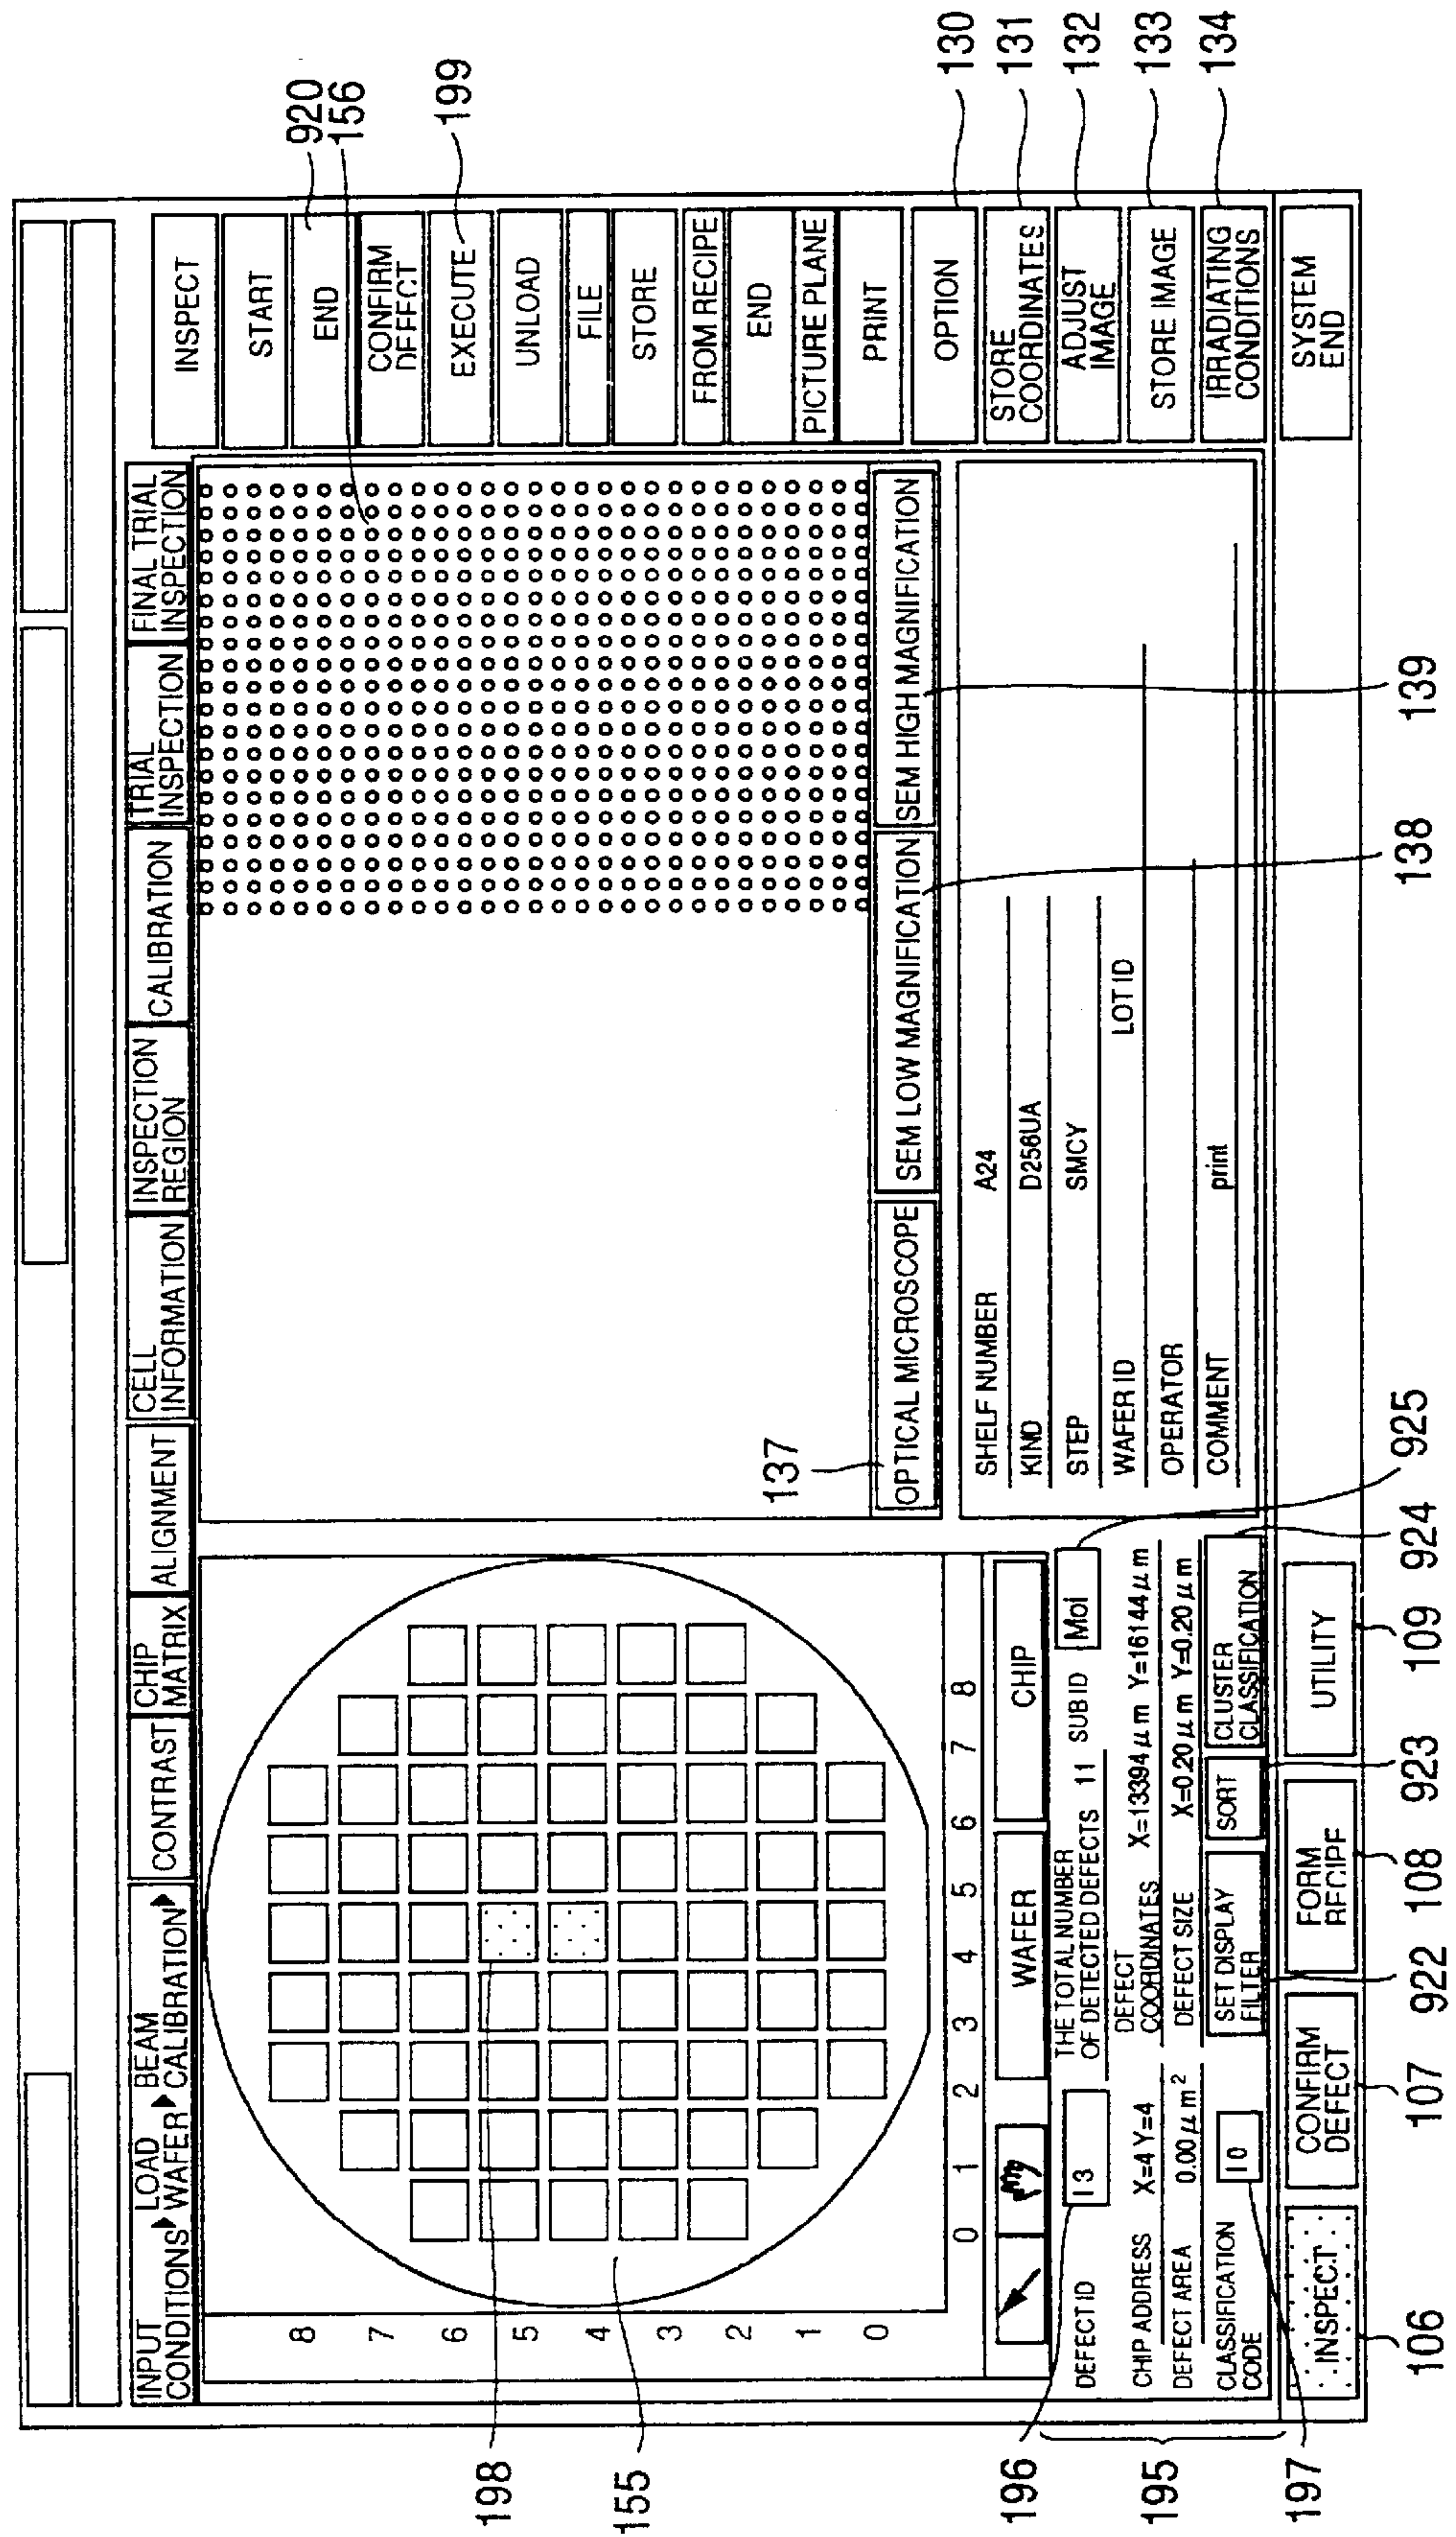 INPUT CONDITIONS
LOAD WAFER
BEAM CALIBRATION
CONTRAST
CHIP MATRIX
ALIGNMENT
CELL INFORMATION
INSPECTION REGION
CALIBRATION
TRIAL INSPECTION
FINAL TRIAL INSPECTION
8
7
6
5
4
3
2
1
0
0 1 2 3 4 5 6 7 8
WAFER
CHIP
DEFECT ID 13
THE TOTAL NUMBER
OF DETECTED DEFECTS 11
SUB ID MoI
CHIP ADDRESS X=4 Y=4
DEFECT
COORDINATES X=13394μm Y=16144μm
DEFECT AREA 0.00μm²
DEFECT SIZE X=0.20μm Y=0.20μm
CLASSIFICATION
CODE
10
SET DISPLAY
FILTER
SORT
CLUSTER
CLASSIFICATION
OPTICAL MICROSCOPE
SEM LOW MAGNIFICATION
SEM HIGH MAGNIFICATION
SHELF NUMBER A24
KIND D256UA
STEP SMCY
WAFER ID LOT ID
OPERATOR
COMMENT print
INSPECT
START
END
CONFIRM
DEFECT
EXECUTE
UNLOAD
FILE
STORE
FROM RECIPE
END
PICTURE PLANE
PRINT
OPTION
STORE
COORDINATES
ADJUST
IMAGE
STORE IMAGE
IRRADIATING
CONDITIONS
SYSTEM
END
INSPECT
CONFIRM
DEFECT
FORM
RECIPE
UTILITY
920
156
199
130
131
132
133
134
139
138
137
925
924
109
923
108
922
107
106
198
155
196
195
197